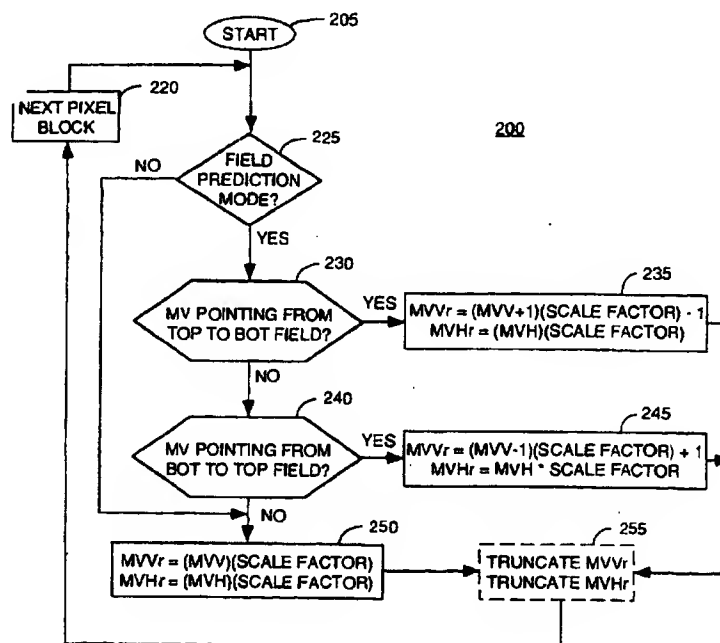 START
205
220
NEXT PIXEL
BLOCK
200
225
NO
FIELD
PREDICTION
MODE?
YES
230
MV POINTING FROM
TOP TO BOT FIELD?
YES
235
MVVr = (MVV+1)(SCALE FACTOR) - 1
MVHr = (MVH)(SCALE FACTOR)
NO
240
MV POINTING FROM
BOT TO TOP FIELD?
YES
245
MVVr = (MVV-1)(SCALE FACTOR) + 1
MVHr = MVH * SCALE FACTOR
NO
250
MVVr = (MVV)(SCALE FACTOR)
MVHr = (MVH)(SCALE FACTOR)
255
TRUNCATE MVVr
TRUNCATE MVHr